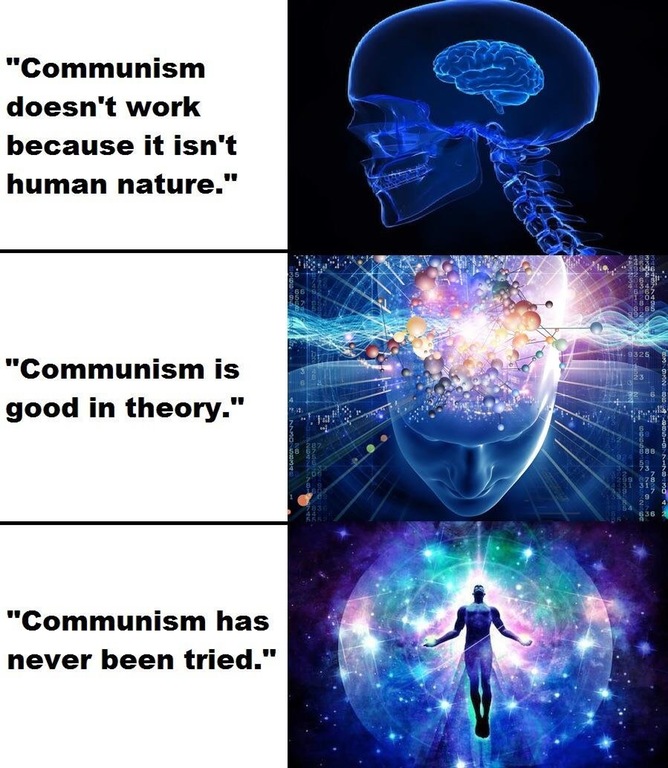 "Communism
doesn't work
because it isn't
human nature."
"Communism is
good in theory."
"Communism has
never been tried."